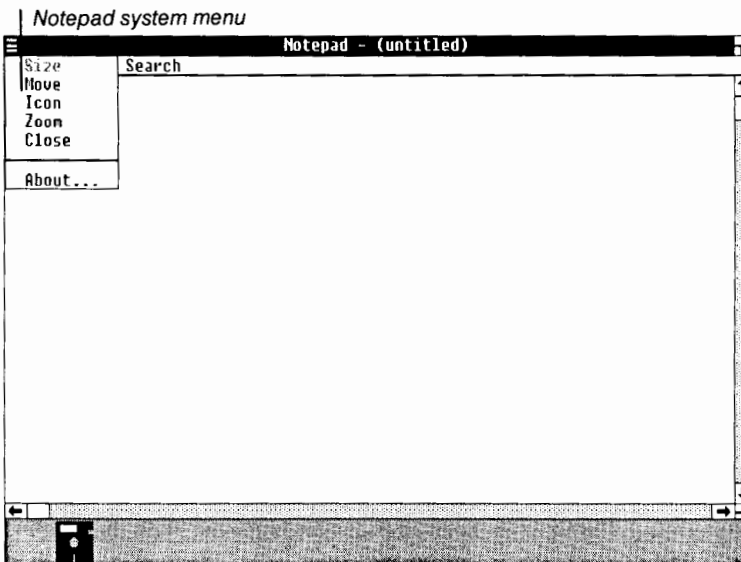 Notepad system menu
Notepad - (untitled)
Size Search
Move
Icon
Zoom
Close
About...